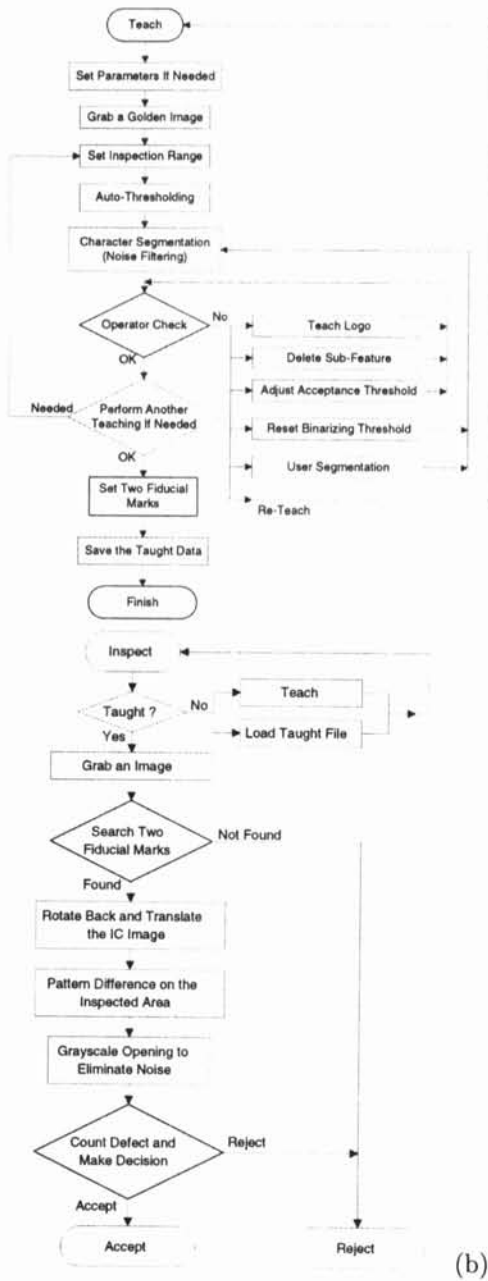 Teach
Set Parameters If Needed
Grab a Golden Image
Set Inspection Range
Auto-Thresholding
Character Segmentation
(Noise Filtering)
Operator Check
No
Teach Logo
OK
Delete Sub-Feature
Needed
Perform Another
Teaching If Needed
Adjust Acceptance Threshold
Reset Binarizing Threshold
OK
User Segmentation
Set Two Fiducial
Marks
Re-Teach
Save the Taught Data
Finish
Inspect
Taught ?
No
Teach
Yes
Load Taught File
Grab an Image
Search Two
Fiducial Marks
Not Found
Found
Rotate Back and Translate
the IC Image
Pattern Difference on the
Inspected Area
Grayscale Opening to
Eliminate Noise
Count Defect and
Make Decision
Reject
Accept
Accept
Reject
(b)